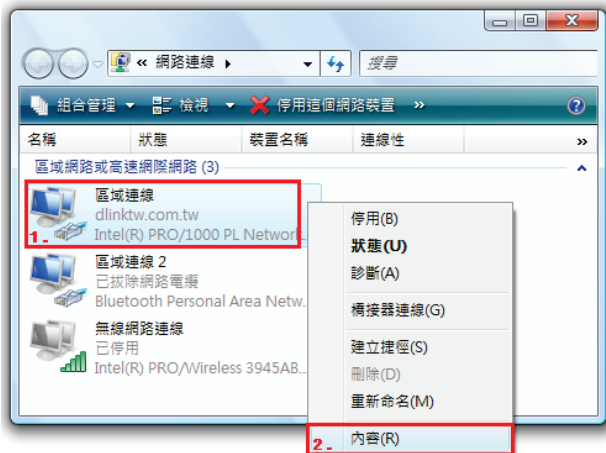 « 網路連線
搜尋
組合管理 檢視 停用這個網路裝置 » ?
名稱 狀態 裝置名稱 連線性 »
區域網路或高速網際網路 (3)
區域連線
dlinktw.com.tw
1. Intel(R) PRO/1000 PL Network...
區域連線 2
已拔除網路電纜
Bluetooth Personal Area Netw...
無線網路連線
已停用
Intel(R) PRO/Wireless 3945AB...
停用(B)
狀態(U)
診斷(A)
橋接器連線(G)
建立捷徑(S)
刪除(D)
重新命名(M)
2. 內容(R)